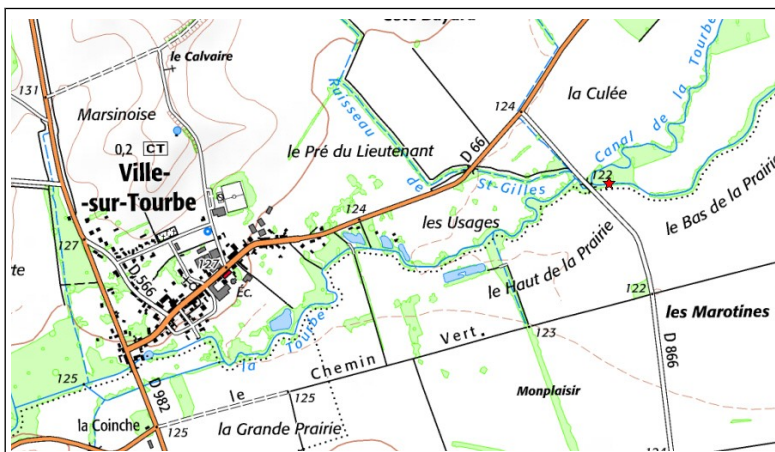 le Calvaire
131
Marsinoise
Ruisseau
la Culée
Canal de la Tourbe
124
0,2 CT
Ville-
-sur-Tourbe
le Pré du Lieutenant
D 66
de
St-Gilles
122
le Bas de la Prairie
les Usages
124
127
127
D 566
Éc.
le Haut de la Prairie
122
les Marotines
la Tourbe
Vert.
123
Chemin
le
125
D 982
125
D 866
Monplaisir
la Coinche
125
la Grande Prairie
124